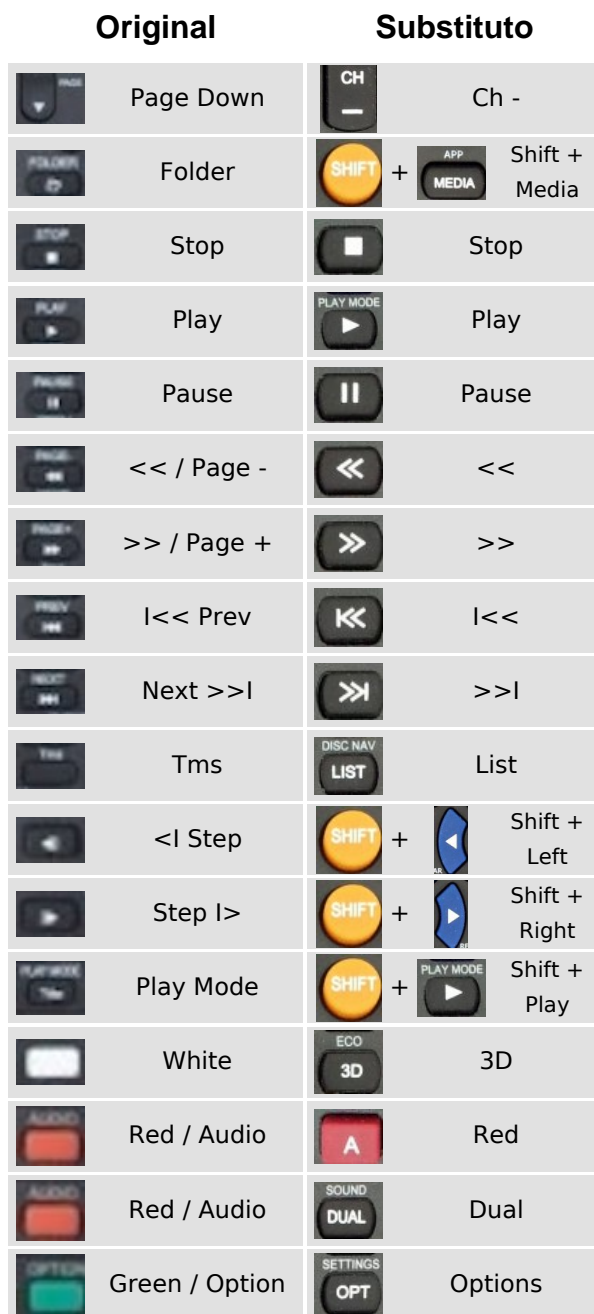 Original Substituto
PAGE Page Down CH Ch -
FOLDER Folder SHIFT + APP MEDIA Shift +
Media
STOP Stop Stop
PLAY Play PLAY MODE Play
PAUSE Pause Pause
PAGE- << / Page - <<
PAGE+ >> / Page + >>
PREV I<< Prev I<<
NEXT Next >>I >>I
Tms Tms DISC NAV LIST List
<I Step SHIFT + Shift +
Left
Step I> SHIFT + Shift +
Right
PLAY MODE Play Mode SHIFT + PLAY MODE Shift +
Play
White ECO 3D 3D
AUDIO Red / Audio A Red
AUDIO Red / Audio SOUND DUAL Dual
OPTION Green / Option SETTINGS OPT Options